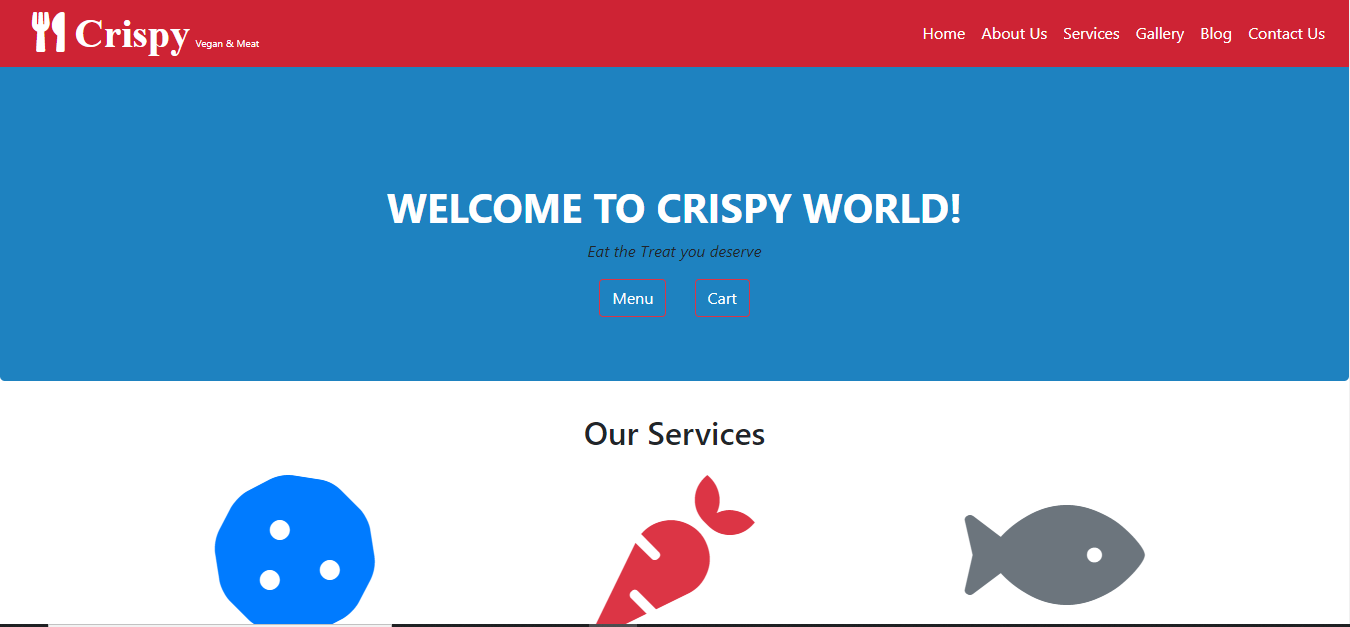 Crispy Vegan & Meat
Home About Us Services Gallery Blog Contact Us
WELCOME TO CRISPY WORLD!
Eat the Treat you deserve
Menu Cart
Our Services